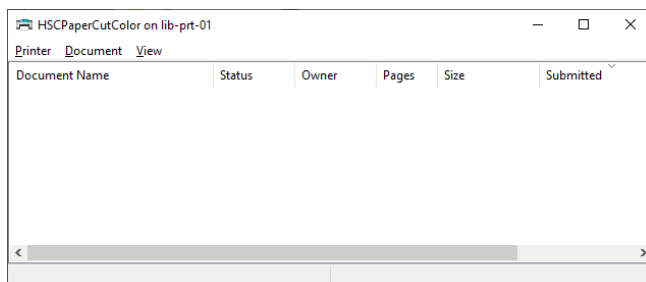 HSCPaperCutColor on lib-prt-01
Printer Document View
Document Name Status Owner Pages Size Submitted